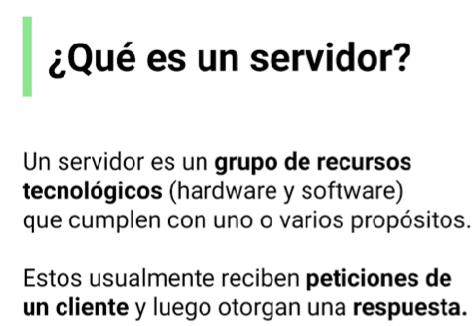 ¿Qué es un servidor?
Un servidor es un grupo de recursos
tecnológicos (hardware y software)
que cumplen con uno o varios propósitos.
Estos usualmente reciben peticiones de
un cliente y luego otorgan una respuesta.